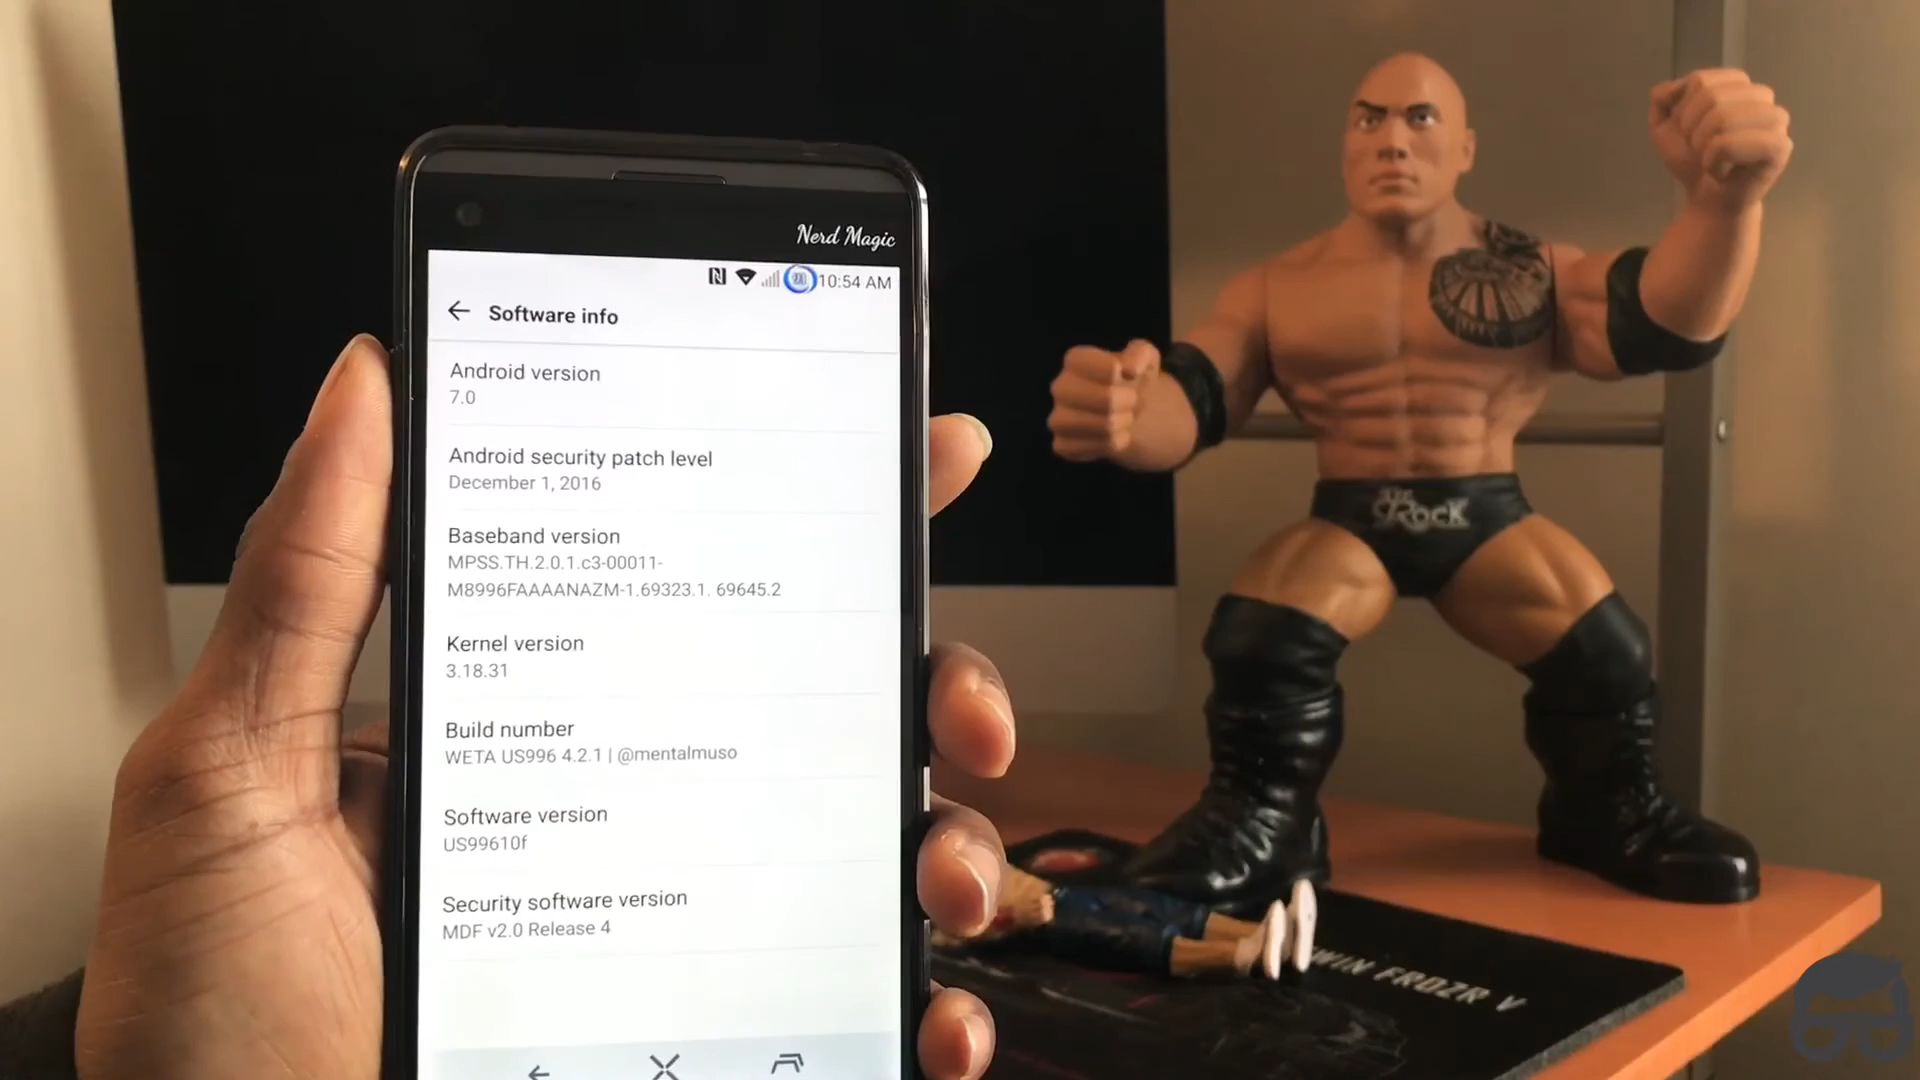 Nerd Magic
10:54 AM
Software info
Android version
7.0
Android security patch level
December 1, 2016
Baseband version
MPSS.TH.2.0.1.c3-00011-
M8996FAAAANAZM-1.69323.1. 69645.2
Kernel version
3.18.31
Build number
WETA US996 4.2.1 | @mentalmuso
Software version
US99610f
Security software version
MDF v2.0 Release 4
The
Rock
WIN FROZR V